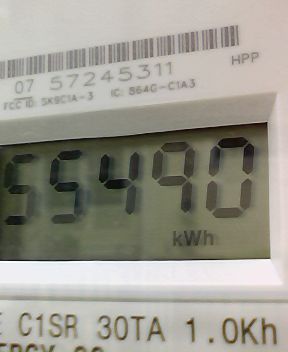 07 57245311
HPP
FCC ID: SK9C1A-3 IC: 864G-C1A3
55490
kWh
C1SR 30TA 1.0Kh